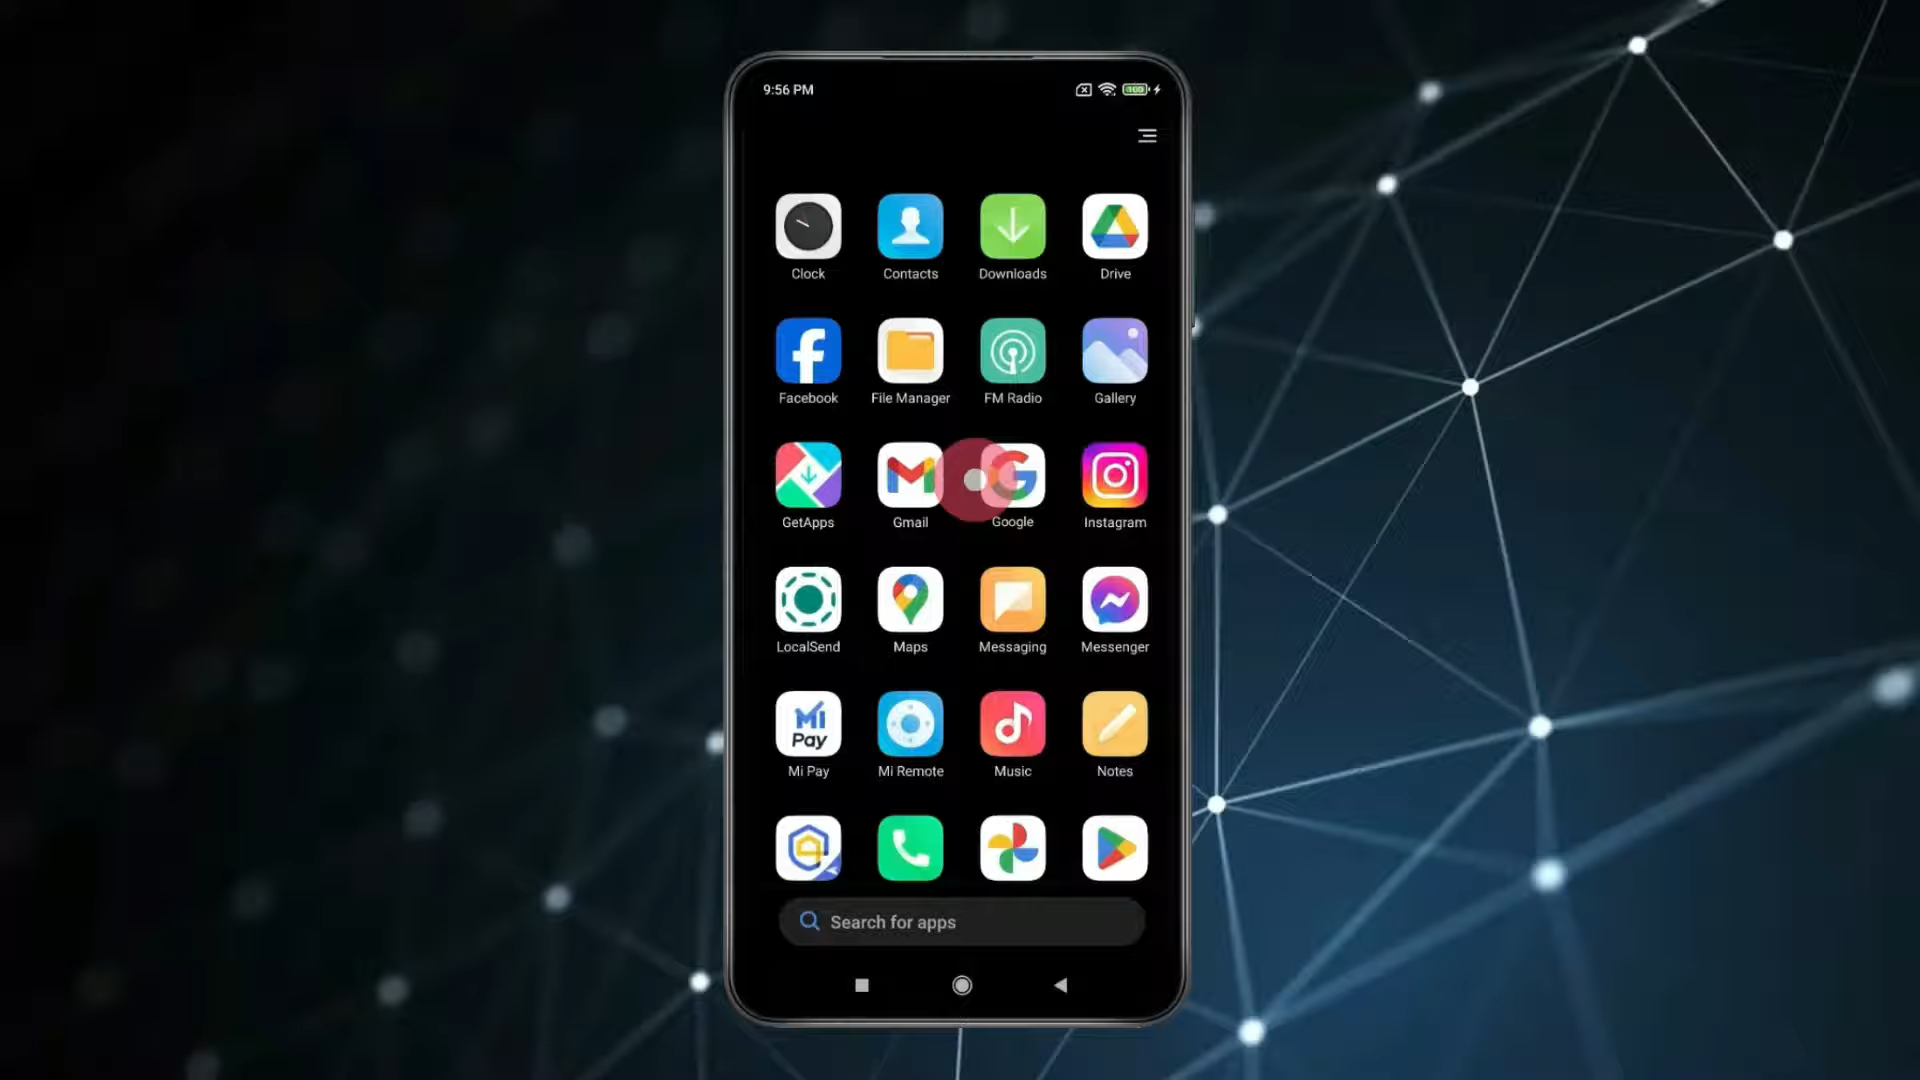 9:56 PM
100
Clock Contacts Downloads Drive
Facebook File Manager FM Radio Gallery
GetApps Gmail Google Instagram
LocalSend Maps Messaging Messenger
Mi
Pay
Mi Pay Mi Remote Music Notes
Search for apps